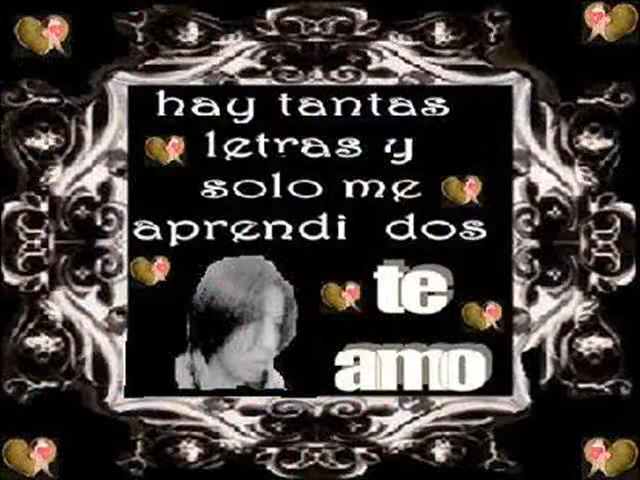 hay tantas
letras y
solo me
aprendi dos
te
amo